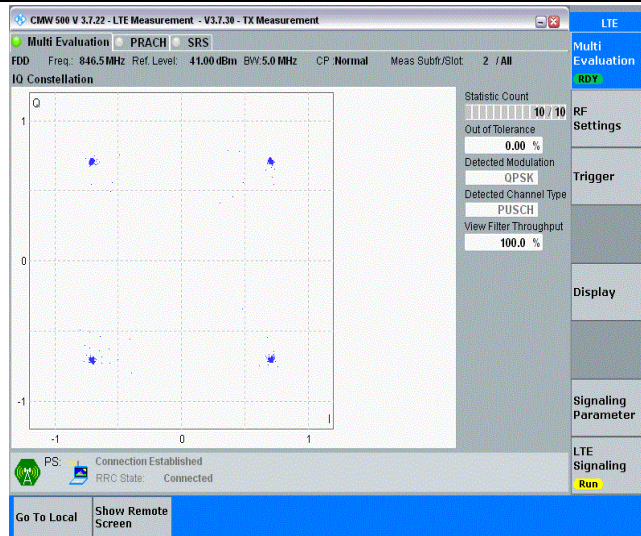 CMW 500 V 3.7.22 - LTE Measurement - V3.7.30 - TX Measurement
LTE
Multi Evaluation
PRACH
SRS
Multi
Evaluation
RDY
FDD Freq.: 846.5 MHz Ref. Level: 41.00 dBm BW:5.0 MHz CP :Normal Meas Subfr/Slot: 2 / All
IQ Constellation
Q
1
0
-1
-1 0 1
I
Statistic Count
10 / 10
Out of Tolerance
0.00 %
Detected Modulation
QPSK
Detected Channel Type
PUSCH
View Filter Throughput
100.0 %
RF
Settings
Trigger
Display
Signaling
Parameter
LTE
Signaling
Run
PS: Connection Established
RRC State: Connected
Go To Local
Show Remote
Screen